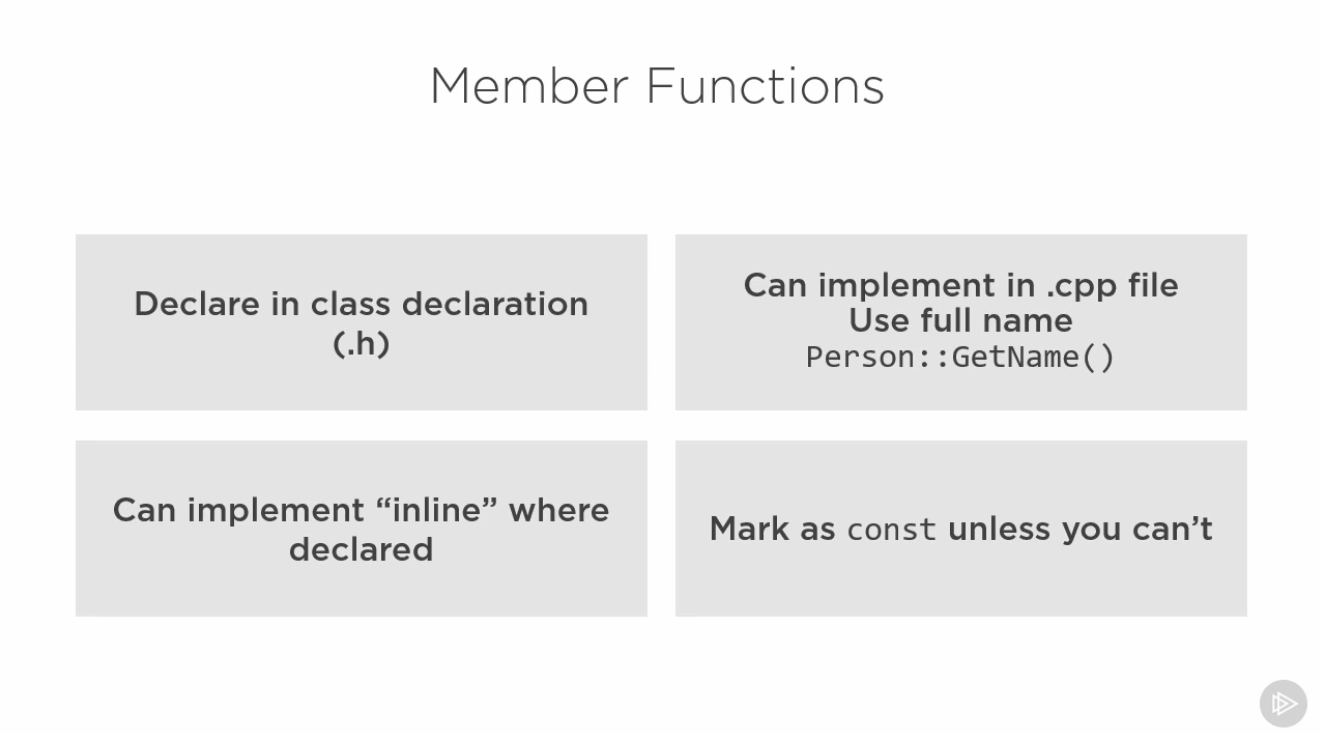 Member Functions
Declare in class declaration
(.h)
Can implement in .cpp file
Use full name
Person::GetName()
Can implement “inline” where
declared
Mark as const unless you can’t